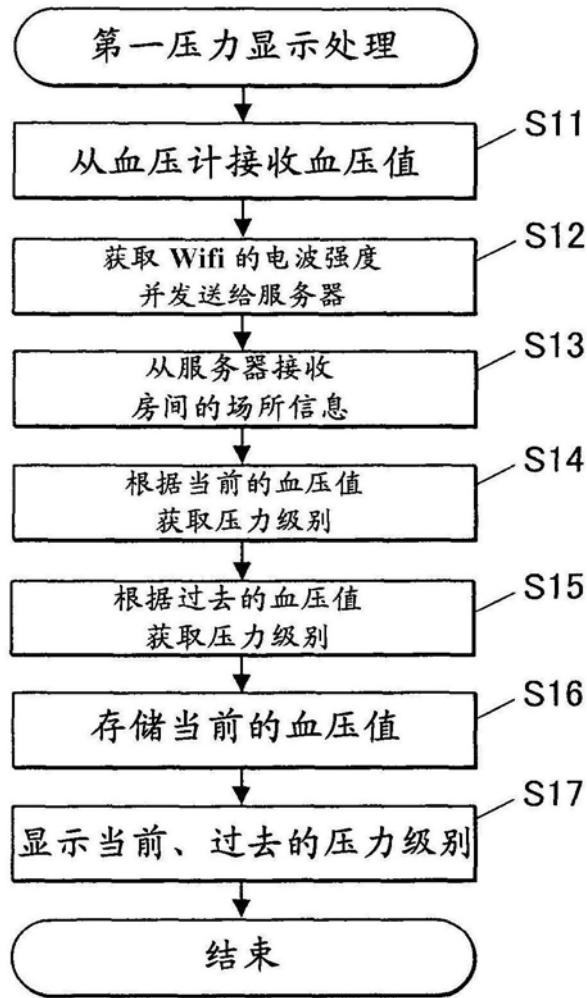 第一压力显示处理
从血压计接收血压值
S11
获取 Wifi 的电波强度
并发送给服务器
S12
从服务器接收
房间的场所信息
S13
根据当前的血压值
获取压力级别
S14
根据过去的血压值
获取压力级别
S15
存储当前的血压值
S16
显示当前、过去的压力级别
S17
结束